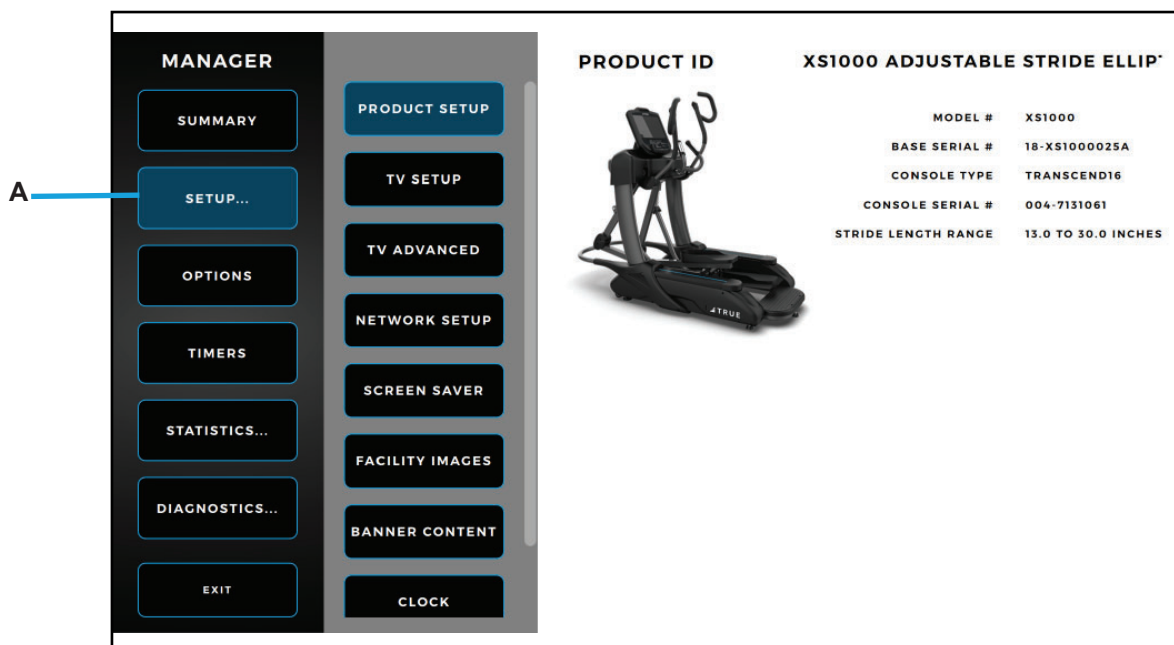 A
MANAGER
SUMMARY
SETUP...
OPTIONS
TIMERS
STATISTICS...
DIAGNOSTICS...
EXIT
PRODUCT SETUP
TV SETUP
TV ADVANCED
NETWORK SETUP
SCREEN SAVER
FACILITY IMAGES
BANNER CONTENT
CLOCK
PRODUCT ID
TRUE
XS1000 ADJUSTABLE STRIDE ELLIP
MODEL # XS1000
BASE SERIAL # 18-XS1000025A
CONSOLE TYPE TRANSCEND16
CONSOLE SERIAL # 004-7131061
STRIDE LENGTH RANGE 13.0 TO 30.0 INCHES